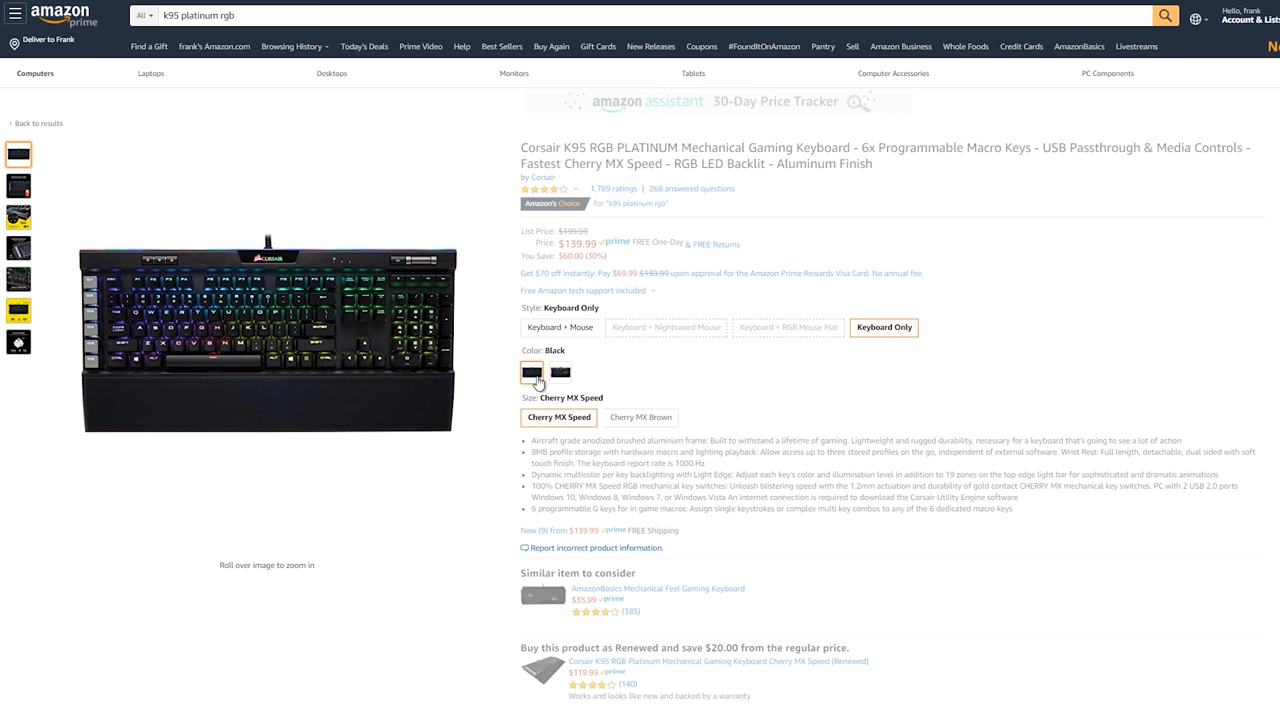 amazon
prime
All
k95 platinum rgb
Hello, frank
Account & List
Deliver to Frank
Find a Gift
frank's Amazon.com
Browsing History
Today's Deals
Prime Video
Help
Best Sellers
Buy Again
Gift Cards
New Releases
Coupons
#FoundItOnAmazon
Pantry
Sell
Amazon Business
Whole Foods
Credit Cards
AmazonBasics
Livestreams
Computers
Laptops
Desktops
Monitors
Tablets
Computer Accessories
PC Components
amazon assistant 30-Day Price Tracker
‹ Back to results
Corsair K95 RGB PLATINUM Mechanical Gaming Keyboard - 6x Programmable Macro Keys - USB Passthrough & Media Controls -
Fastest Cherry MX Speed - RGB LED Backlit - Aluminum Finish
by Corsair
1,789 ratings | 268 answered questions
Amazon's Choice for "k95 platinum rgb"
List Price: $199.99
Price: $139.99 prime FREE One-Day & FREE Returns
You Save: $60.00 (30%)
Get $70 off instantly: Pay $69.99 $139.99 upon approval for the Amazon Prime Rewards Visa Card. No annual fee.
Free Amazon tech support included
Style: Keyboard Only
Keyboard + Mouse
Keyboard + Nightsword Mouse
Keyboard + RGB Mouse Mat
Keyboard Only
Color: Black
Size: Cherry MX Speed
Cherry MX Speed
Cherry MX Brown
• Aircraft grade anodized brushed aluminum frame: Built to withstand a lifetime of gaming. Lightweight and rugged durability, necessary for a keyboard that's going to see a lot of action
• 8MB profile storage with hardware macro and lighting playback: Allow access up to three stored profiles on the go, independent of external software. Wrist Rest: Full length, detachable, dual sided with soft
touch finish. The keyboard report rate is 1000 Hz
• Dynamic multicolor per key backlighting with Light Edge: Adjust each key's color and illumination level in addition to 19 zones on the top edge light bar for sophisticated and dramatic animations.
• 100% CHERRY MX Speed RGB mechanical key switches: Unleash blistering speed with the 1.2mm actuation and durability of gold contact CHERRY MX mechanical key switches. PC with 2 USB 2.0 ports
Windows 10, Windows 8, Windows 7, or Windows Vista An internet connection is required to download the Corsair Utility Engine software
• 6 programmable G keys for in game macros: Assign single keystrokes or complex multi key combos to any of the 6 dedicated macro keys
New (9) from $139.99 prime FREE Shipping
Report incorrect product information.
CORSAIR
Roll over image to zoom in
Similar item to consider
AmazonBasics Mechanical Feel Gaming Keyboard
$35.99 prime
(385)
Buy this product as Renewed and save $20.00 from the regular price.
Corsair K95 RGB Platinum Mechanical Gaming Keyboard Cherry MX Speed (Renewed)
$119.99 prime
(140)
Works and looks like new and backed by a warranty